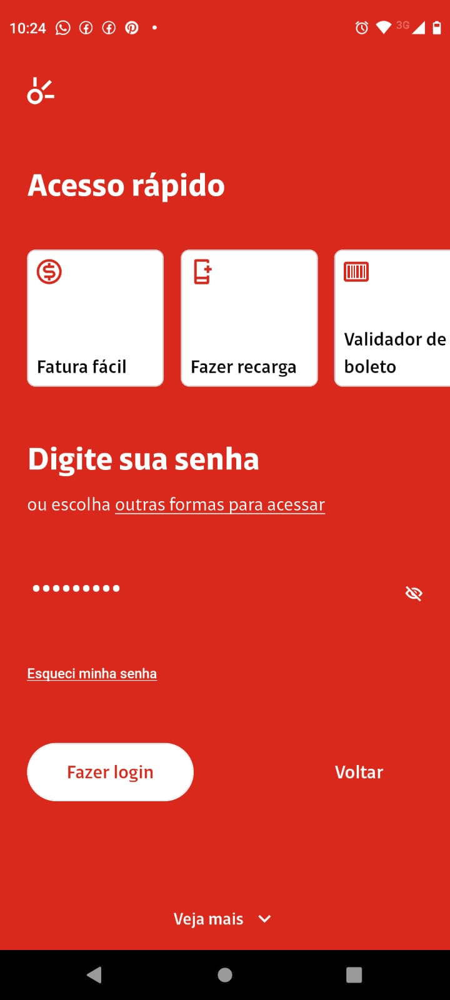 10:24
3G
Acesso rápido
Fatura fácil
Fazer recarga
Validador de
boleto
Digite sua senha
ou escolha outras formas para acessar
•••••••••
Esqueci minha senha
Fazer login
Voltar
Veja mais